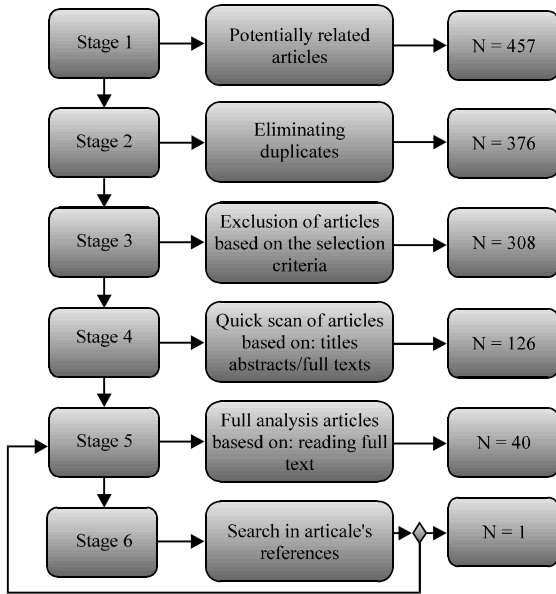 Stage 1
Potentially related
articles
N = 457
Stage 2
Eliminating
duplicates
N = 376
Stage 3
Exclusion of articles
based on the selection
criteria
N = 308
Stage 4
Quick scan of articles
based on: titles
abstracts/full texts
N = 126
Stage 5
Full analysis articles
basesd on: reading full
text
N = 40
Stage 6
Search in articale's
references
N = 1